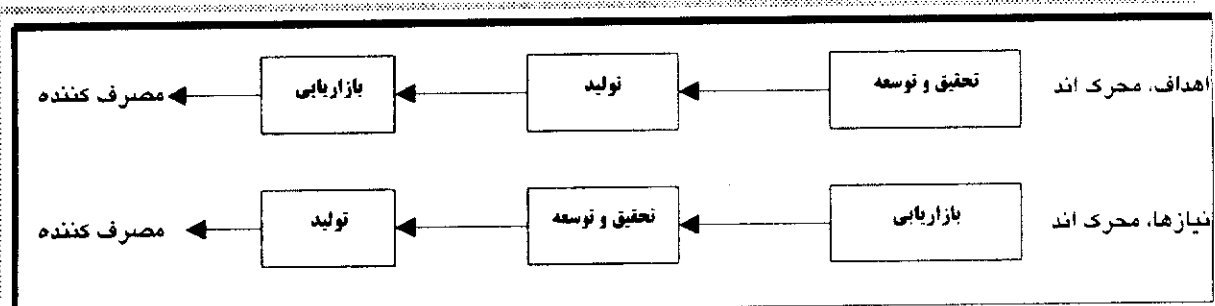 اهداف، محرک اند تحقیق و توسعه تولید بازاریابی مصرف کننده
نیازها، محرک اند بازاریابی تحقیق و توسعه تولید مصرف کننده